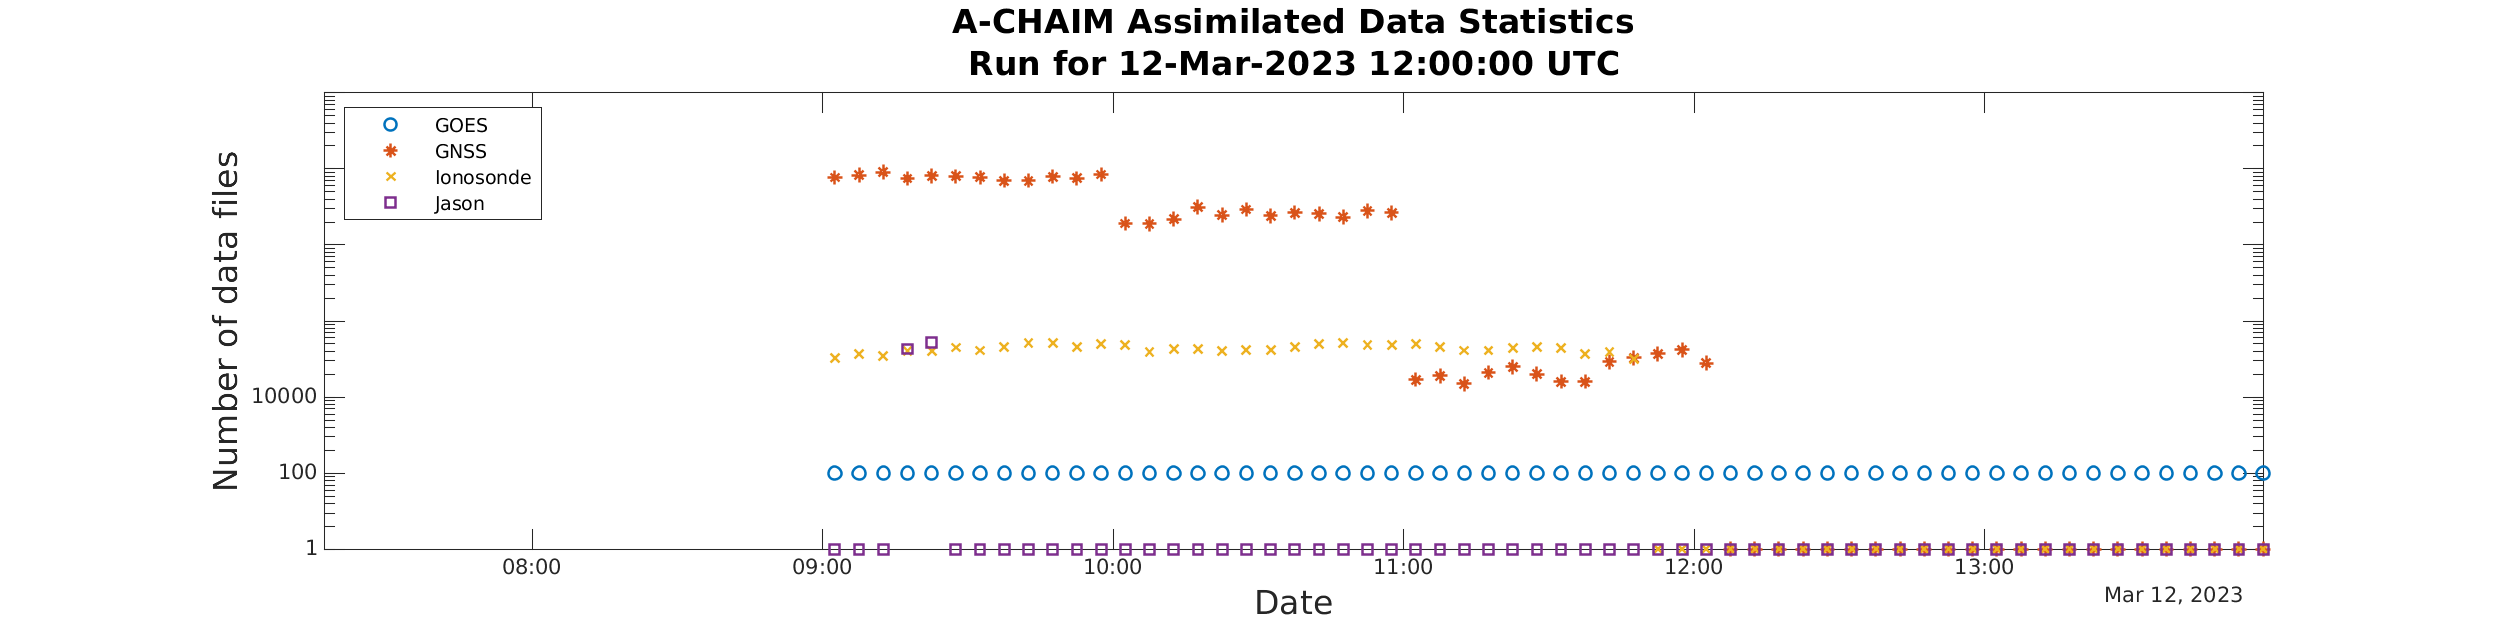 A-CHAIM Assimilated Data Statistics
Run for 12-Mar-2023 12:00:00 UTC
GOES
GNSS
Ionosonde
Jason
Number of data files
10000
100
1
08:00
09:00
10:00
11:00
12:00
13:00
Date
Mar 12, 2023